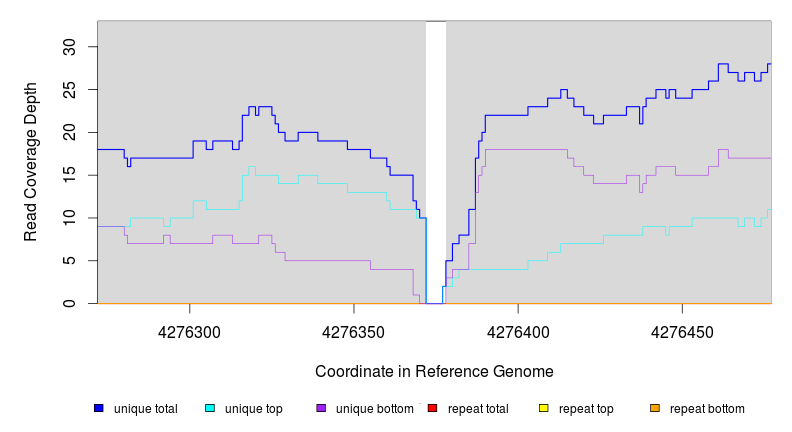 30
25
20
15
10
5
0
Read Coverage Depth
4276300 4276350 4276400 4276450
Coordinate in Reference Genome
unique total unique top unique bottom repeat total repeat top repeat bottom